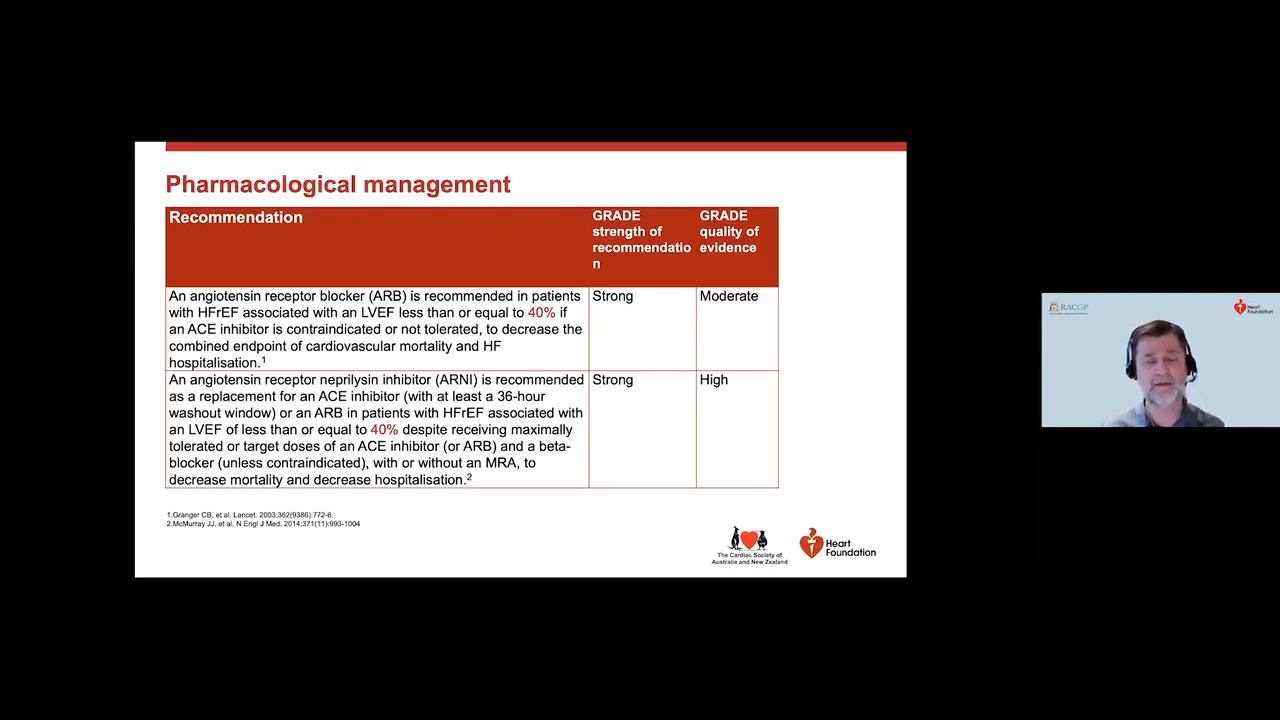 Pharmacological management
Recommendation
GRADE
strength of
recommendatio
n
GRADE
quality of
evidence
An angiotensin receptor blocker (ARB) is recommended in patients
with HFrEF associated with an LVEF less than or equal to 40% if
an ACE inhibitor is contraindicated or not tolerated, to decrease the
combined endpoint of cardiovascular mortality and HF
hospitalisation.1
Strong
Moderate
An angiotensin receptor neprilysin inhibitor (ARNI) is recommended
as a replacement for an ACE inhibitor (with at least a 36-hour
washout window) or an ARB in patients with HFrEF associated with
an LVEF of less than or equal to 40% despite receiving maximally
tolerated or target doses of an ACE inhibitor (or ARB) and a beta-
blocker (unless contraindicated), with or without an MRA, to
decrease mortality and decrease hospitalisation.2
Strong
High
1.Granger CB, et al. Lancet. 2003;362(9386):772-6.
2.McMurray JJ, et al. N Engl J Med. 2014;371(11):993-1004
The Cardiac Society of
Australia and New Zealand
Heart
Foundation
RACGP
Heart
Foundation